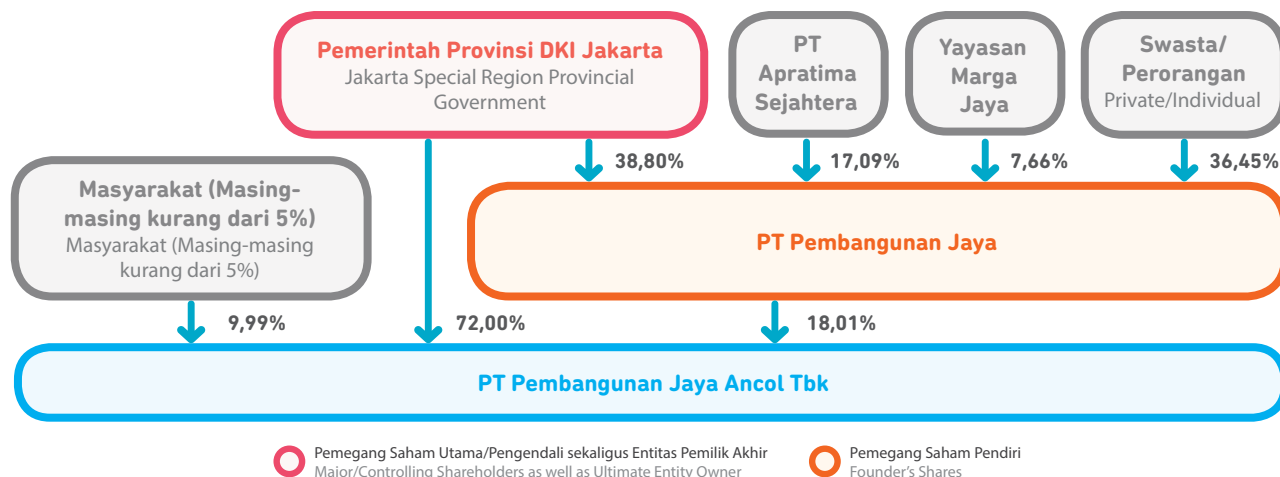 Pemerintah Provinsi DKI Jakarta
Jakarta Special Region Provincial
Government
PT
Apratima
Sejahtera
Yayasan
Marga
Jaya
Swasta/
Perorangan
Private/Individual
38,80%
17,09%
7,66%
36,45%
Masyarakat (Masing-
masing kurang dari 5%)
Masyarakat (Masing-masing
kurang dari 5%)
PT Pembangunan Jaya
9,99%
72,00%
18,01%
PT Pembangunan Jaya Ancol Tbk
Pemegang Saham Utama/Pengendali sekaligus Entitas Pemilik Akhir
Major/Controlling Shareholders as well as Ultimate Entity Owner
Pemegang Saham Pendiri
Founder's Shares